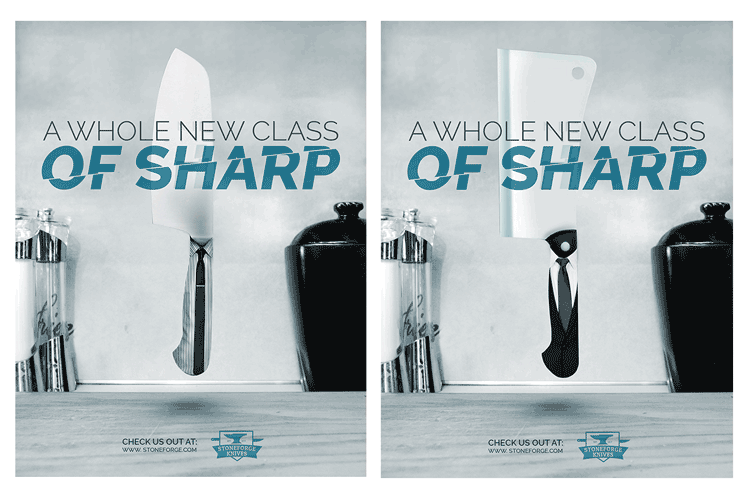 A WHOLE NEW CLASS
OF SHARP
CHECK US OUT AT:
WWW. STONEFORGE.COM
STONEFORGE
KNIVES
A WHOLE NEW CLASS
OF SHARP
CHECK US OUT AT:
WWW. STONEFORGE.COM
STONEFORGE
KNIVES